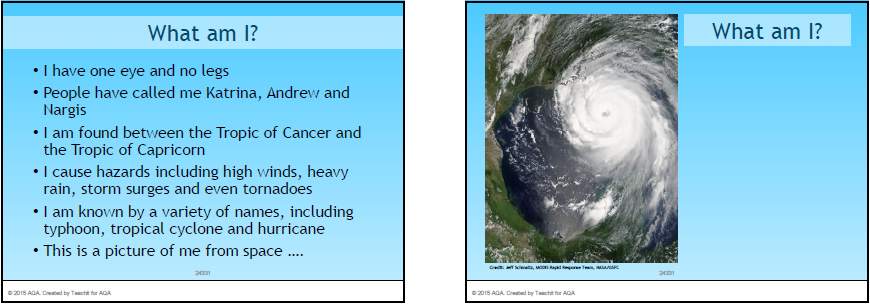 What am I?
• I have one eye and no legs
• People have called me Katrina, Andrew and
Nargis
• I am found between the Tropic of Cancer and
the Tropic of Capricorn
• I cause hazards including high winds, heavy
rain, storm surges and even tornadoes
• I am known by a variety of names, including
typhoon, tropical cyclone and hurricane
• This is a picture of me from space ....
24331
© 2015 AQA. Created by Teachit for AQA
What am I?
Credit: Jeff Schmaltz, MODIS Rapid Response Team, NASA/GSFC
24331
© 2015 AQA. Created by Teachit for AQA